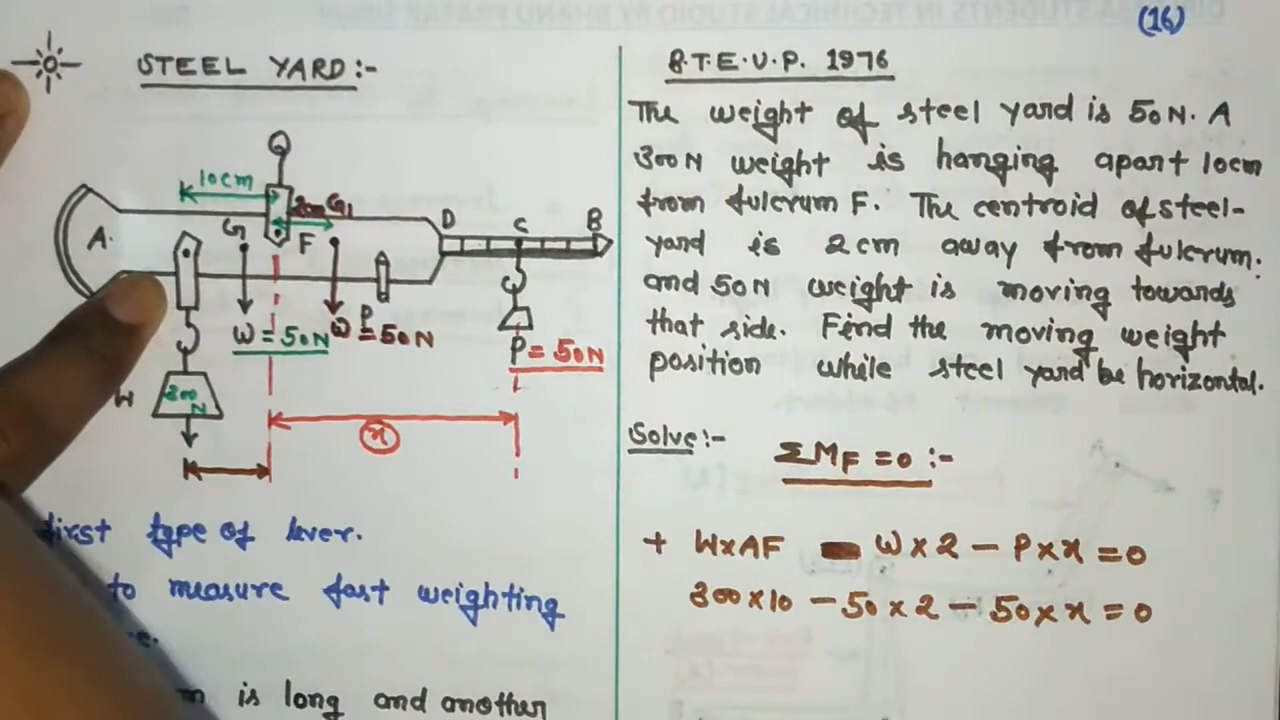 (16)
STEEL YARD:-
10cm
2cm G1
A.
G
F
D
C
B
W=50N
W
P=50N
P=50N
W
300
N
x
first type of lever.
to measure fast weighting
e.
is long and another
B.T.E.U.P. 1976
The weight of steel yard is 50N. A
300N weight is hanging apart 10cm
from fulcrum F. The centroid of steel-
yard is 2cm away from fulcrum.
and 50N weight is moving towards
that side. Find the moving weight
position while steel yard be horizontal.
Solve:-
ΣMF=0:-
+ W×AF - W×2 - P×x=0
300×10 - 50×2 - 50×x=0